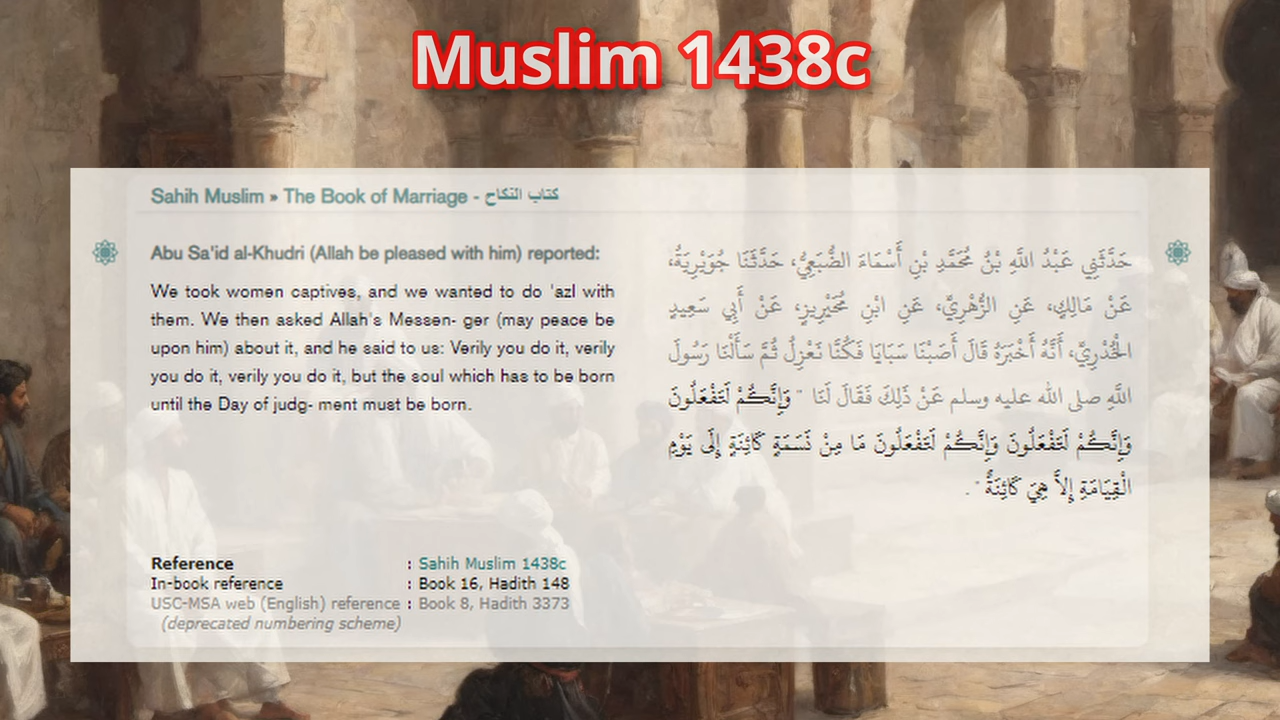 Muslim 1438c
Sahih Muslim » The Book of Marriage - كتاب النكاح
Abu Sa'id al-Khudri (Allah be pleased with him) reported:
We took women captives, and we wanted to do 'azl with
them. We then asked Allah's Messen- ger (may peace be
upon him) about it, and he said to us: Verily you do it, verily
you do it, verily you do it, but the soul which has to be born
until the Day of judg- ment must be born.
حَدَّثَنِي عَبْدُ اللَّهِ بْنُ مُحَمَّدِ بْنِ أَسْمَاءَ الضُّبَعِيُّ، حَدَّثَنَا جُوَيْرِيَةُ،
عَنْ مَالِكٍ، عَنِ الزُّهْرِيِّ، عَنِ ابْنِ مُحَيْرِيزٍ، عَنْ أَبِي سَعِيدٍ
الْخُدْرِيِّ، أَنَّهُ أَخْبَرَهُ قَالَ أَصَبْنَا سَبَايَا فَكُنَّا نَعْزِلُ ثُمَّ سَأَلْنَا رَسُولَ
اللَّهِ صلى الله عليه وسلم عَنْ ذَلِكَ فَقَالَ لَنَا ‏"‏ وَإِنَّكُمْ لَتَفْعَلُونَ
وَإِنَّكُمْ لَتَفْعَلُونَ وَإِنَّكُمْ لَتَفْعَلُونَ مَا مِنْ نَسَمَةٍ كَائِنَةٍ إِلَى يَوْمِ
الْقِيَامَةِ إِلاَّ هِيَ كَائِنَةٌ ‏"‏ ‏.‏
Reference : Sahih Muslim 1438c
In-book reference : Book 16, Hadith 148
USC-MSA web (English) reference : Book 8, Hadith 3373
(deprecated numbering scheme)